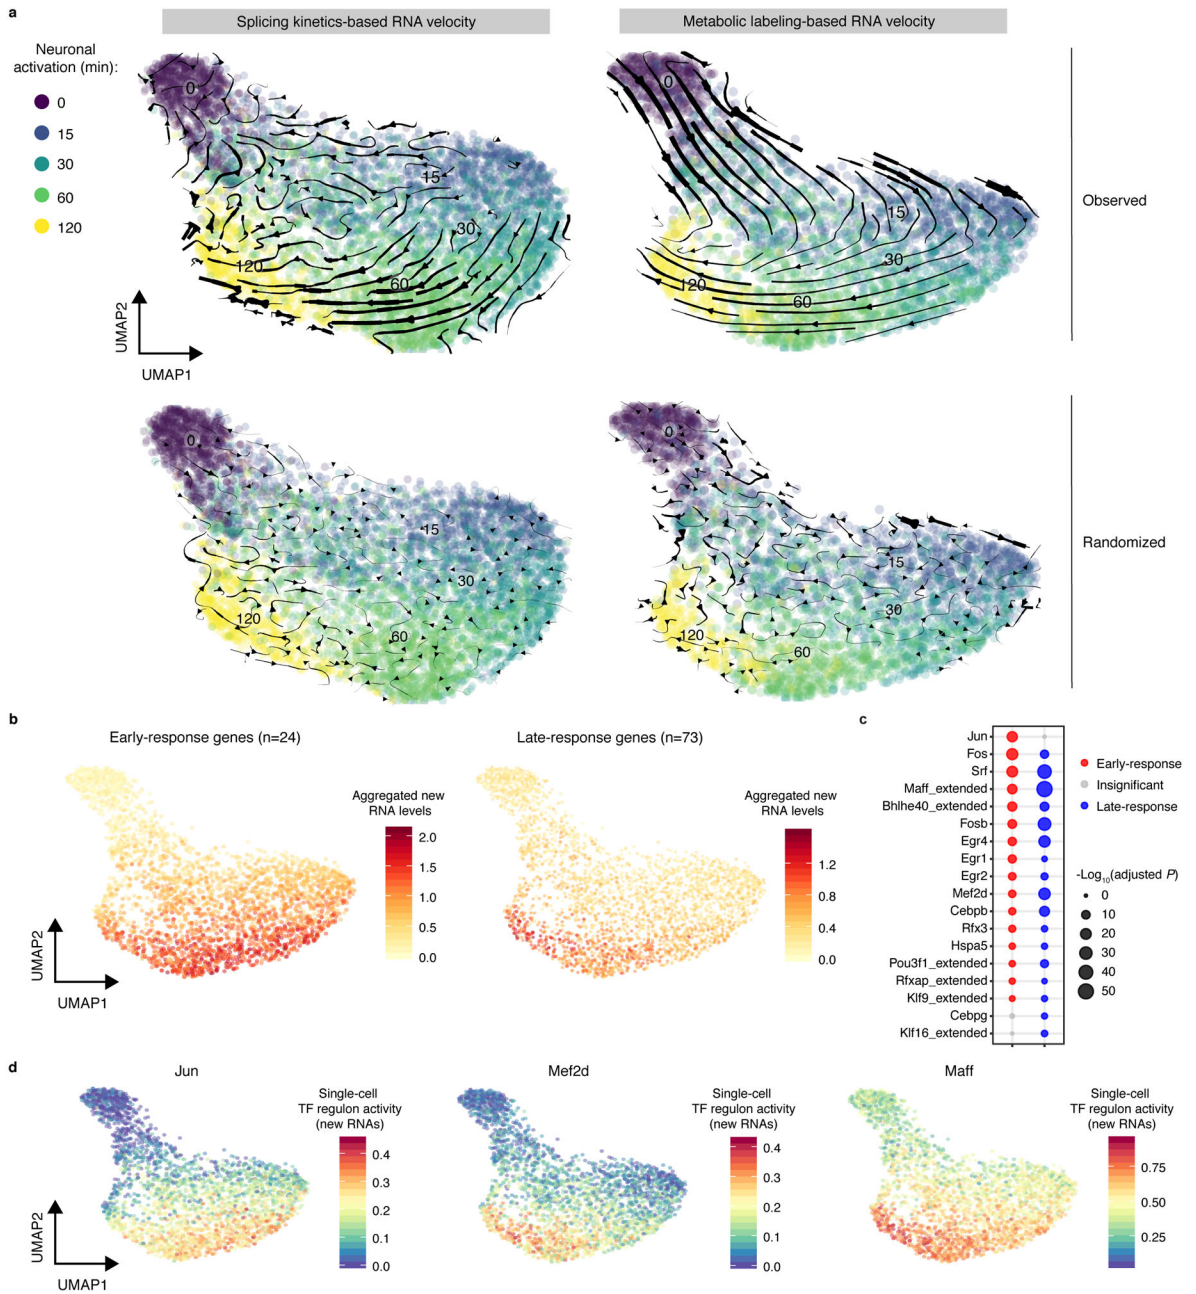 a
Splicing kinetics-based RNA velocity
Metabolic labeling-based RNA velocity
Neuronal
activation (min):
0
15
30
60
120
0
15
30
60
120
0
15
30
60
120
Observed
UMAP2
UMAP1
0
15
30
60
120
0
15
30
60
120
Randomized
b
Early-response genes (n=24)
Late-response genes (n=73)
Aggregated new
RNA levels
2.0
1.5
1.0
0.5
0.0
Aggregated new
RNA levels
1.2
0.8
0.4
0.0
UMAP2
UMAP1
c
Jun
Fos
Srf
Maff_extended
Bhlhe40_extended
Fosb
Egr4
Egr1
Egr2
Mef2d
Cebpb
Rfx3
Hspa5
Pou3f1_extended
Rfxap_extended
Klf9_extended
Cebpg
Klf16_extended
Early-response
Insignificant
Late-response
-Log10(adjusted P)
0
10
20
30
40
50
d
Jun
Single-cell
TF regulon activity
(new RNAs)
0.4
0.3
0.2
0.1
0.0
Mef2d
Single-cell
TF regulon activity
(new RNAs)
0.4
0.3
0.2
0.1
0.0
Maff
Single-cell
TF regulon activity
(new RNAs)
0.75
0.50
0.25
UMAP2
UMAP1